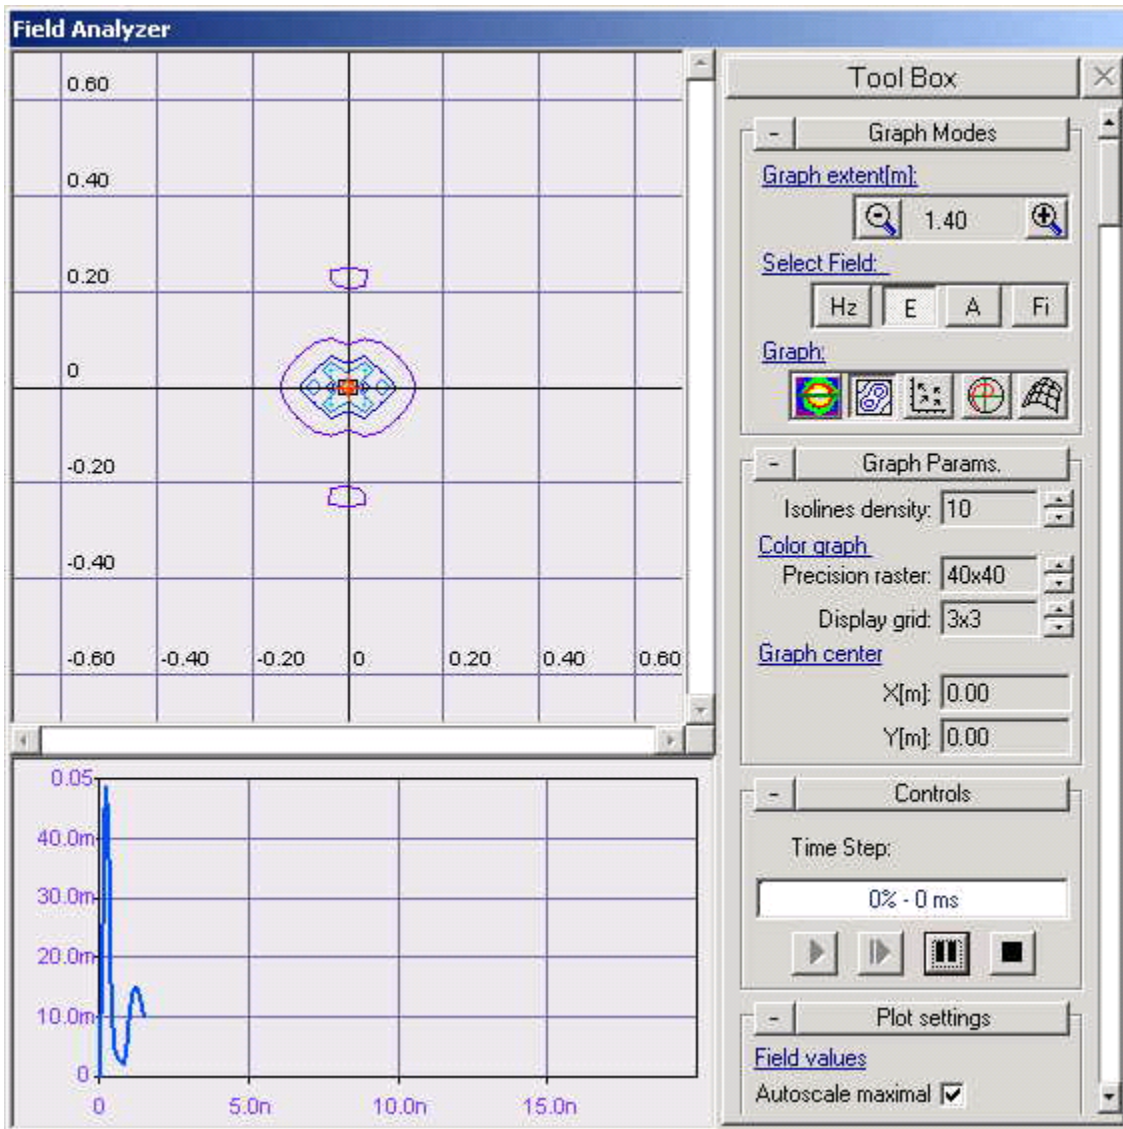 Field Analyzer
0.60
0.40
0.20
0
-0.20
-0.40
-0.60 -0.40 -0.20 0 0.20 0.40 0.60
0.05
40.0m
30.0m
20.0m
10.0m
0
0 5.0n 10.0n 15.0n
Tool Box
- Graph Modes
Graph extent[m]:
1.40
Select Field:
Hz E A Fi
Graph:
- Graph Params.
Isolines density: 10
Color graph
Precision raster: 40x40
Display grid: 3x3
Graph center
X[m]: 0.00
Y[m]: 0.00
- Controls
Time Step:
0% - 0 ms
- Plot settings
Field values
Autoscale maximal